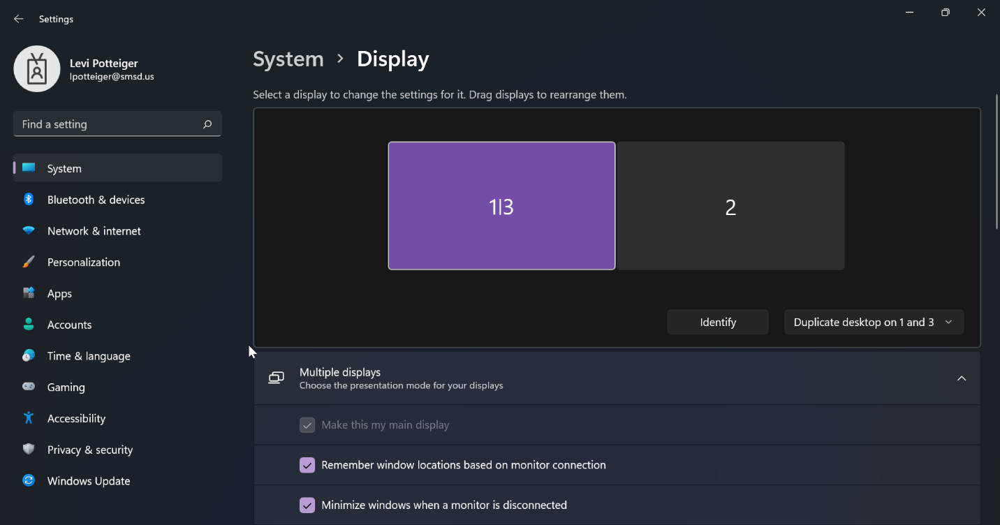 Settings
Levi Potteiger
lpotteiger@smsd.us
Find a setting
System
Bluetooth & devices
Network & internet
Personalization
Apps
Accounts
Time & language
Gaming
Accessibility
Privacy & security
Windows Update
System > Display
Select a display to change the settings for it. Drag displays to rearrange them.
1|3
2
Identify
Duplicate desktop on 1 and 3
Multiple displays
Choose the presentation mode for your displays
Make this my main display
Remember window locations based on monitor connection
Minimize windows when a monitor is disconnected